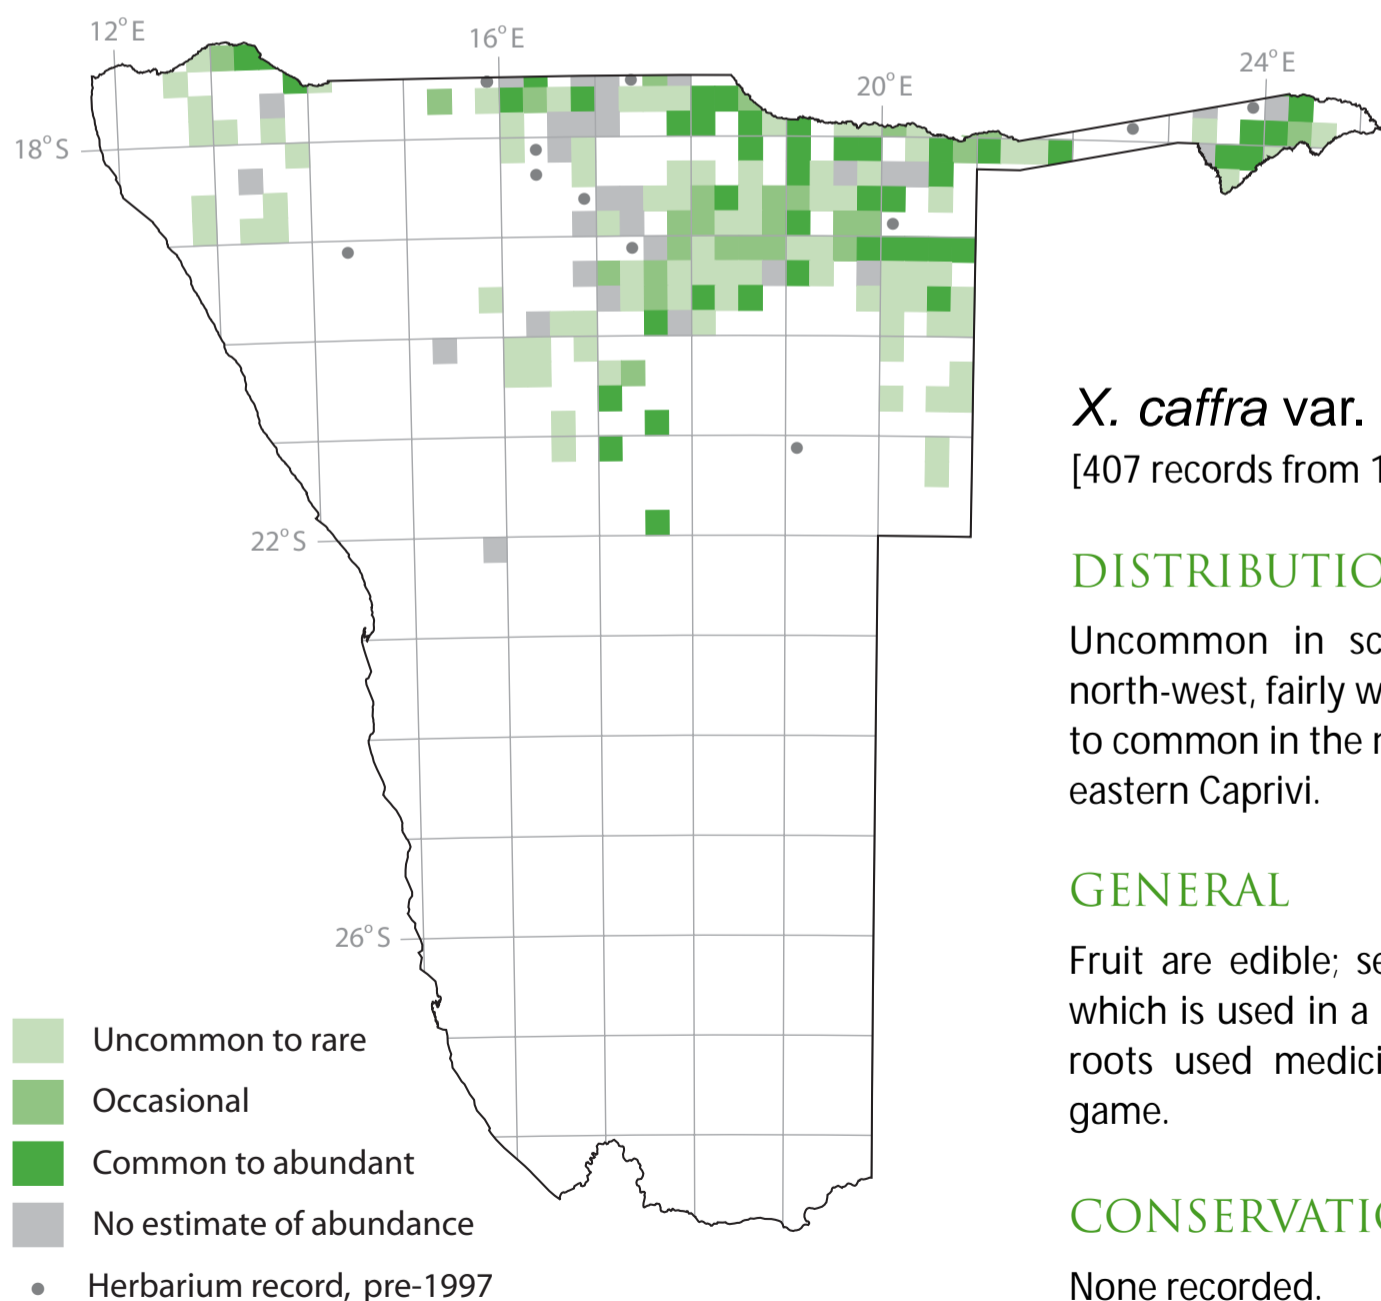 12°E
16°E
20°E
24°E
18°S
22°S
26°S
Uncommon to rare
Occasional
Common to abundant
No estimate of abundance
Herbarium record, pre-1997
X. caffra var.
[407 records from 1
DISTRIBUTIO
Uncommon in sc
north-west, fairly w
to common in the
eastern Caprivi.
GENERAL
Fruit are edible; se
which is used in a
roots used medici
game.
CONSERVATIO
None recorded.